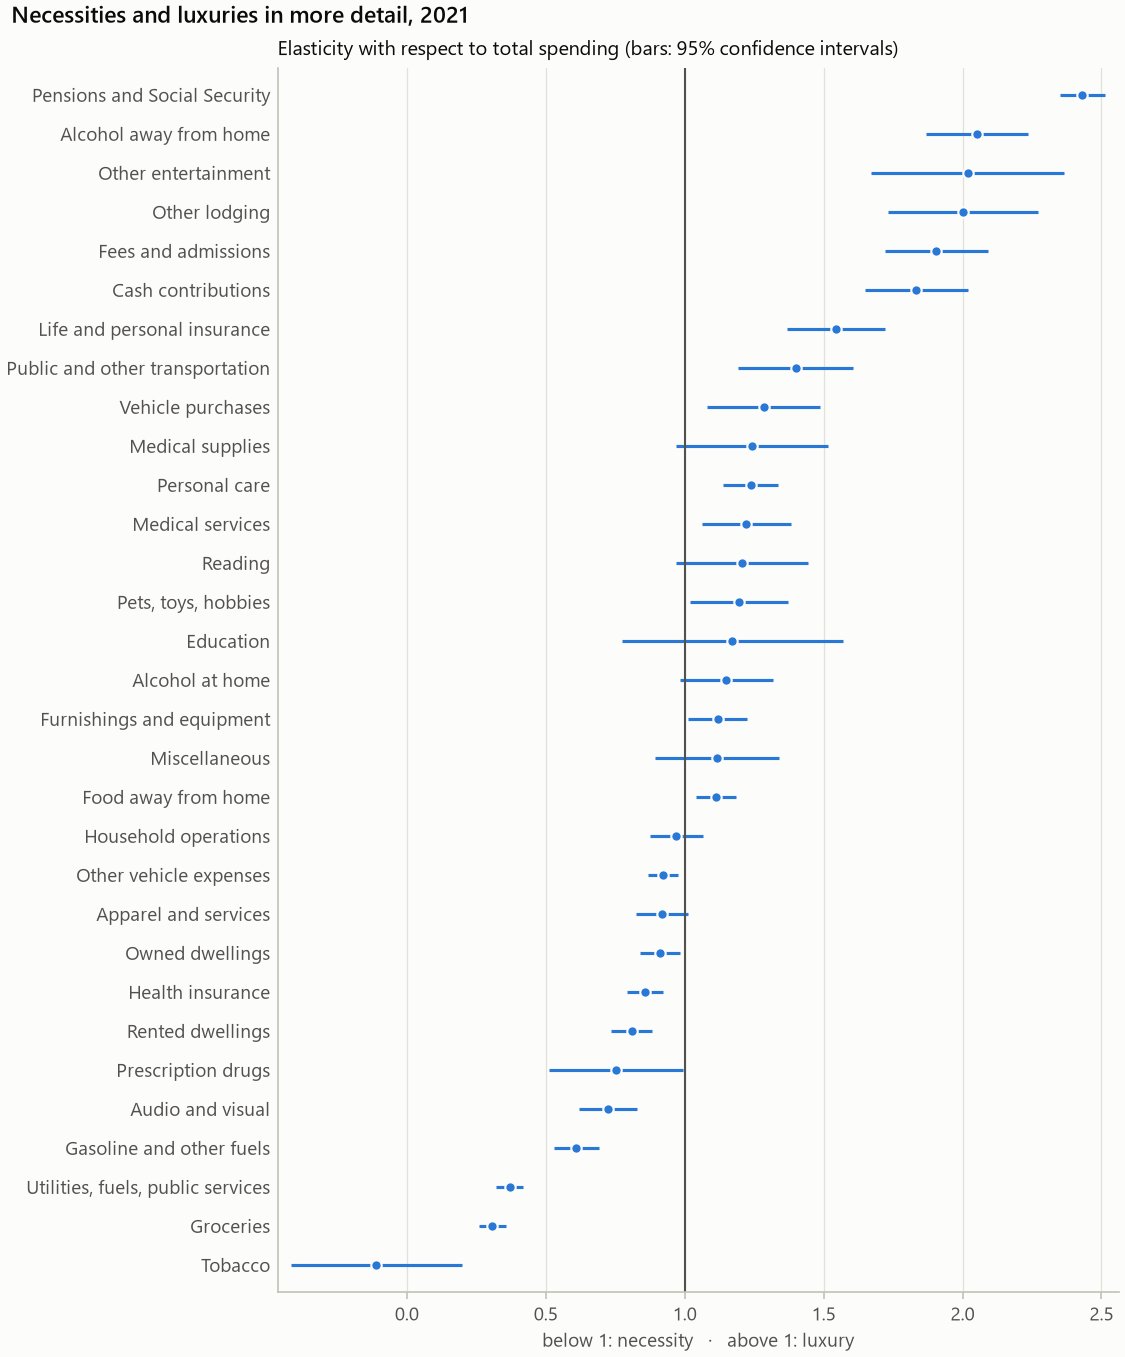 Necessities and luxuries in more detail, 2021
Elasticity with respect to total spending (bars: 95% confidence intervals)
Pensions and Social Security
Alcohol away from home
Other entertainment
Other lodging
Fees and admissions
Cash contributions
Life and personal insurance
Public and other transportation
Vehicle purchases
Medical supplies
Personal care
Medical services
Reading
Pets, toys, hobbies
Education
Alcohol at home
Furnishings and equipment
Miscellaneous
Food away from home
Household operations
Other vehicle expenses
Apparel and services
Owned dwellings
Health insurance
Rented dwellings
Prescription drugs
Audio and visual
Gasoline and other fuels
Utilities, fuels, public services
Groceries
Tobacco
0.0 0.5 1.0 1.5 2.0 2.5
below 1: necessity · above 1: luxury